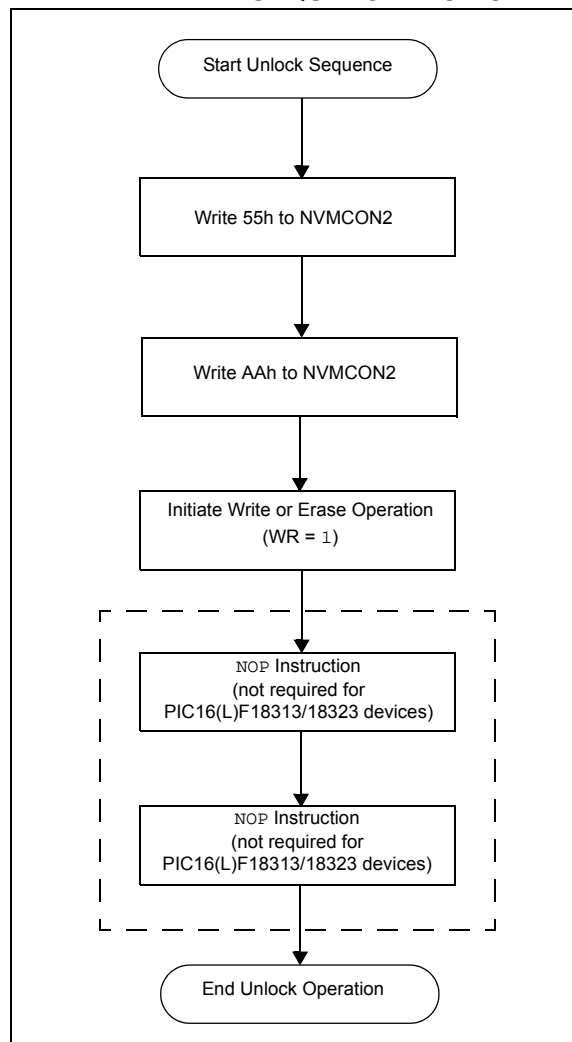 Start Unlock Sequence
Write 55h to NVMCON2
Write AAh to NVMCON2
Initiate Write or Erase Operation
(WR = 1)
NOP Instruction
(not required for
PIC16(L)F18313/18323 devices)
NOP Instruction
(not required for
PIC16(L)F18313/18323 devices)
End Unlock Operation